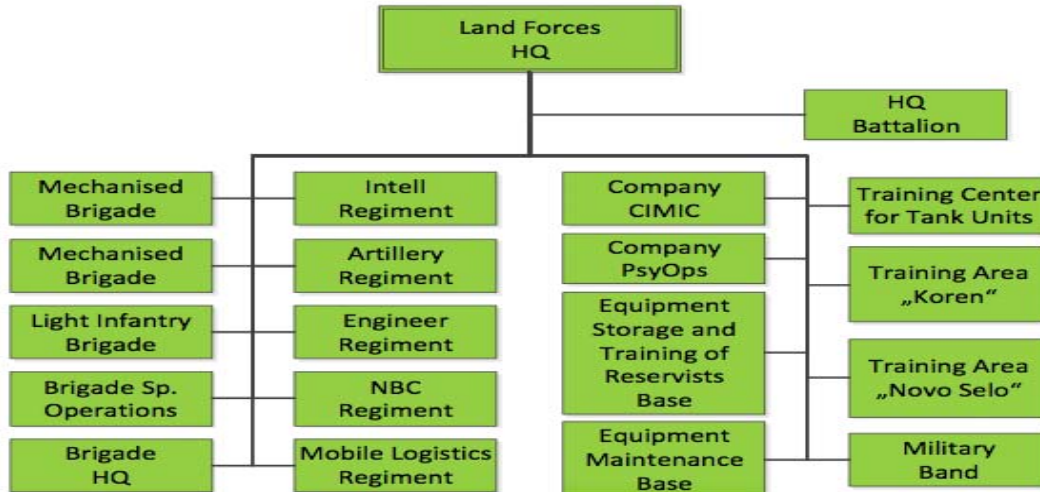 Land Forces
HQ
HQ
Battalion
Mechanised
Brigade
Intell
Regiment
Company
CIMIC
Training Center
for Tank Units
Mechanised
Brigade
Artillery
Regiment
Company
PsyOps
Training Area
„Koren“
Light Infantry
Brigade
Engineer
Regiment
Equipment
Storage and
Training of
Reservists
Base
Training Area
„Novo Selo“
Brigade Sp.
Operations
NBC
Regiment
Brigade
HQ
Mobile Logistics
Regiment
Equipment
Maintenance
Base
Military
Band